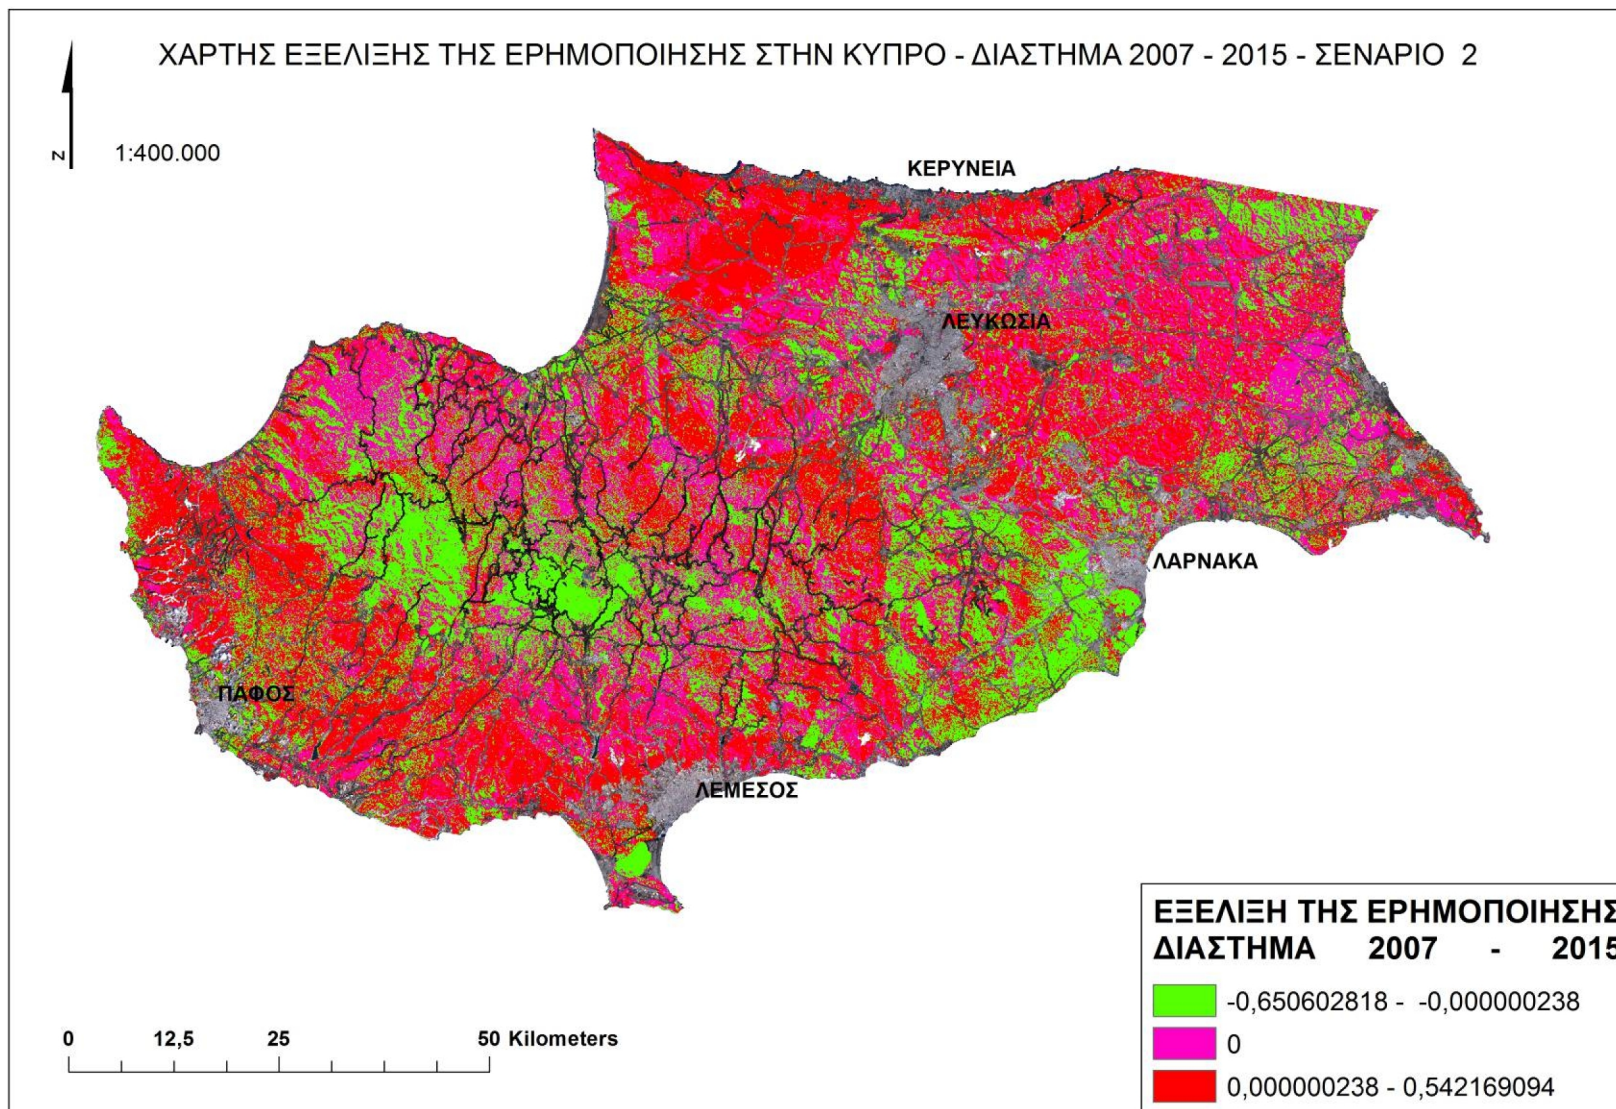 ΧΑΡΤΗΣ ΕΞΕΛΙΞΗΣ ΤΗΣ ΕΡΗΜΟΠΟΙΗΣΗΣ ΣΤΗΝ ΚΥΠΡΟ - ΔΙΑΣΤΗΜΑ 2007 - 2015 - ΣΕΝΑΡΙΟ 2
Z
1:400.000
ΚΕΡΥΝΕΙΑ
ΛΕΥΚΩΣΙΑ
ΛΑΡΝΑΚΑ
ΠΑΦΟΣ
ΛΕΜΕΣΟΣ
ΕΞΕΛΙΞΗ ΤΗΣ ΕΡΗΜΟΠΟΙΗΣΗΣ
ΔΙΑΣΤΗΜΑ 2007 - 2015
-0,650602818 - -0,000000238
0
0,000000238 - 0,542169094
0 12,5 25 50 Kilometers